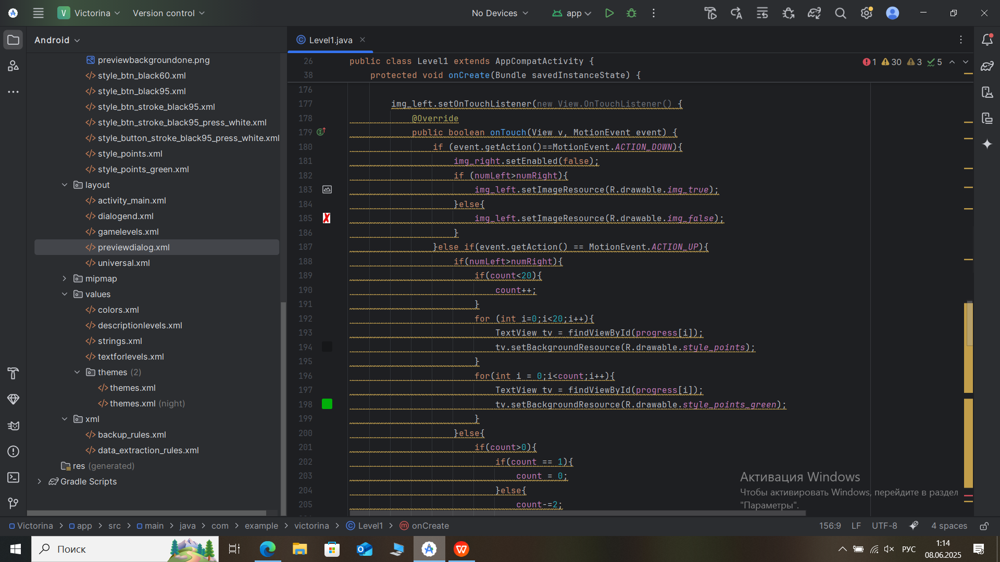 V Victorina
Version control
No Devices
app
Android
previewbackgroundone.png
style_btn_black60.xml
style_btn_black95.xml
style_btn_stroke_black95.xml
style_btn_stroke_black95_press_white.xml
style_button_stroke_black95_press_white.xml
style_points.xml
style_points_green.xml
layout
activity_main.xml
dialogend.xml
gamelevels.xml
previewdialog.xml
universal.xml
mipmap
values
colors.xml
descriptionlevels.xml
strings.xml
textforlevels.xml
themes (2)
themes.xml
themes.xml (night)
xml
backup_rules.xml
data_extraction_rules.xml
res (generated)
Gradle Scripts
Level1.java
1 30 3 5
26 public class Level1 extends AppCompatActivity {
38 protected void onCreate(Bundle savedInstanceState) {
176
177 img_left.setOnTouchListener(new View.OnTouchListener() {
178 @Override
179 public boolean onTouch(View v, MotionEvent event) {
180 if (event.getAction()==MotionEvent.ACTION_DOWN){
181 img_right.setEnabled(false);
182 if (numLeft>numRight){
183 img_left.setImageResource(R.drawable.img_true);
184 }else{
185 img_left.setImageResource(R.drawable.img_false);
186 }
187 }else if(event.getAction() == MotionEvent.ACTION_UP){
188 if(numLeft>numRight){
189 if(count<20){
190 count++;
191 }
192 for (int i=0;i<20;i++){
193 TextView tv = findViewById(progress[i]);
194 tv.setBackgroundResource(R.drawable.style_points);
195 }
196 for(int i = 0;i<count;i++){
197 TextView tv = findViewById(progress[i]);
198 tv.setBackgroundResource(R.drawable.style_points_green);
199 }
200 }else{
201 if(count>0){
202 if(count == 1){
203 count = 0;
204 }else{
205 count-=2;
Активация Windows
Чтобы активировать Windows, перейдите в раздел
"Параметры".
Victorina > app > src > main > java > com > example > victorina > Level1 > onCreate
156:9 LF UTF-8 4 spaces
Поиск
РУС
1:14
08.06.2025